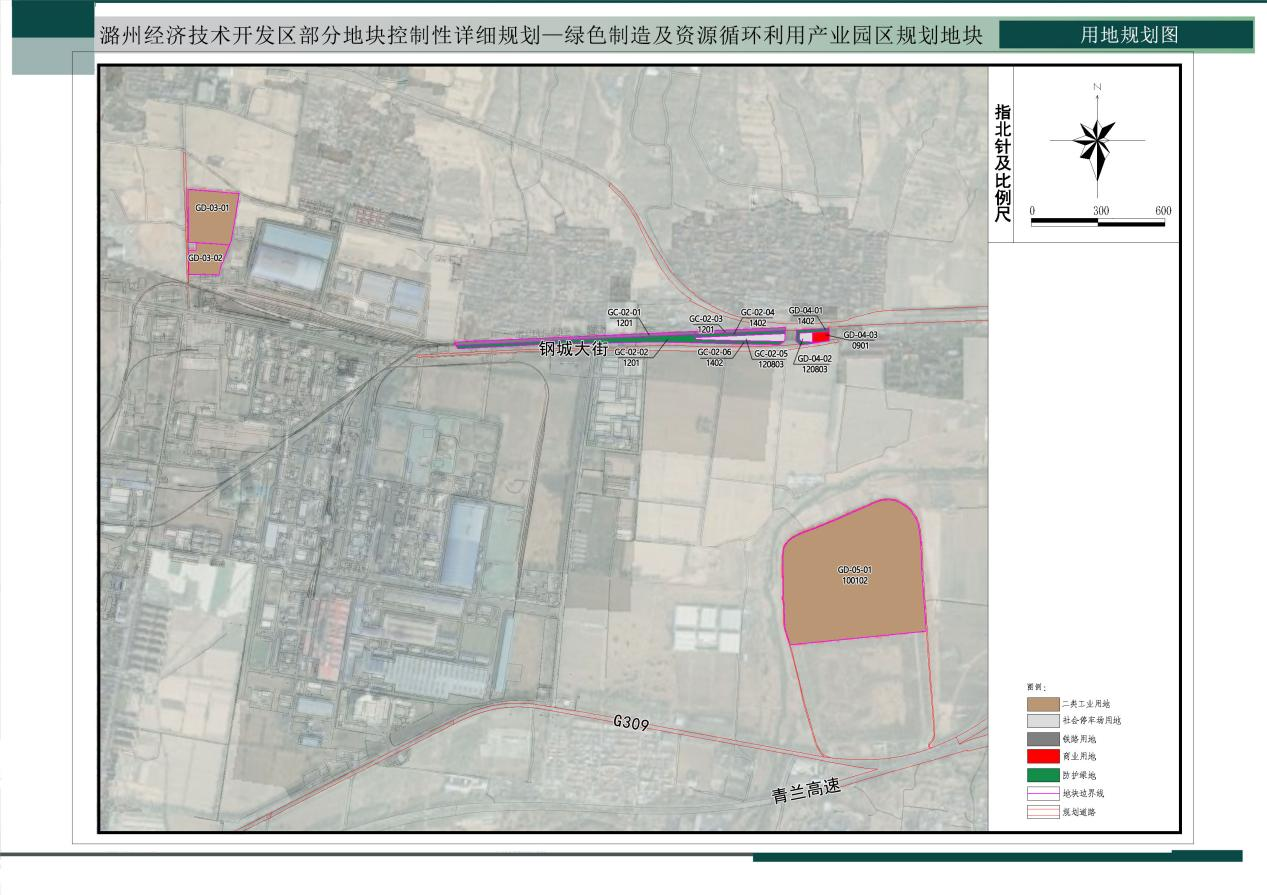 潞州经济技术开发区部分地块控制性详细规划—绿色制造及资源循环利用产业园区规划地块
用地规划图
指北针及比例尺
N
0 300 600
GD-03-01
GD-03-02
GC-02-01
1201
GC-02-03
1201
GC-02-04
1402
GD-04-01
1402
GD-04-03
0901
钢城大街
GC-02-02
1201
GC-02-06
1402
GC-02-05
120803
GD-04-02
120803
GD-05-01
100102
G309
青兰高速
图例：
二类工业用地
社会停车场用地
铁路用地
商业用地
防护绿地
地块边界线
规划道路